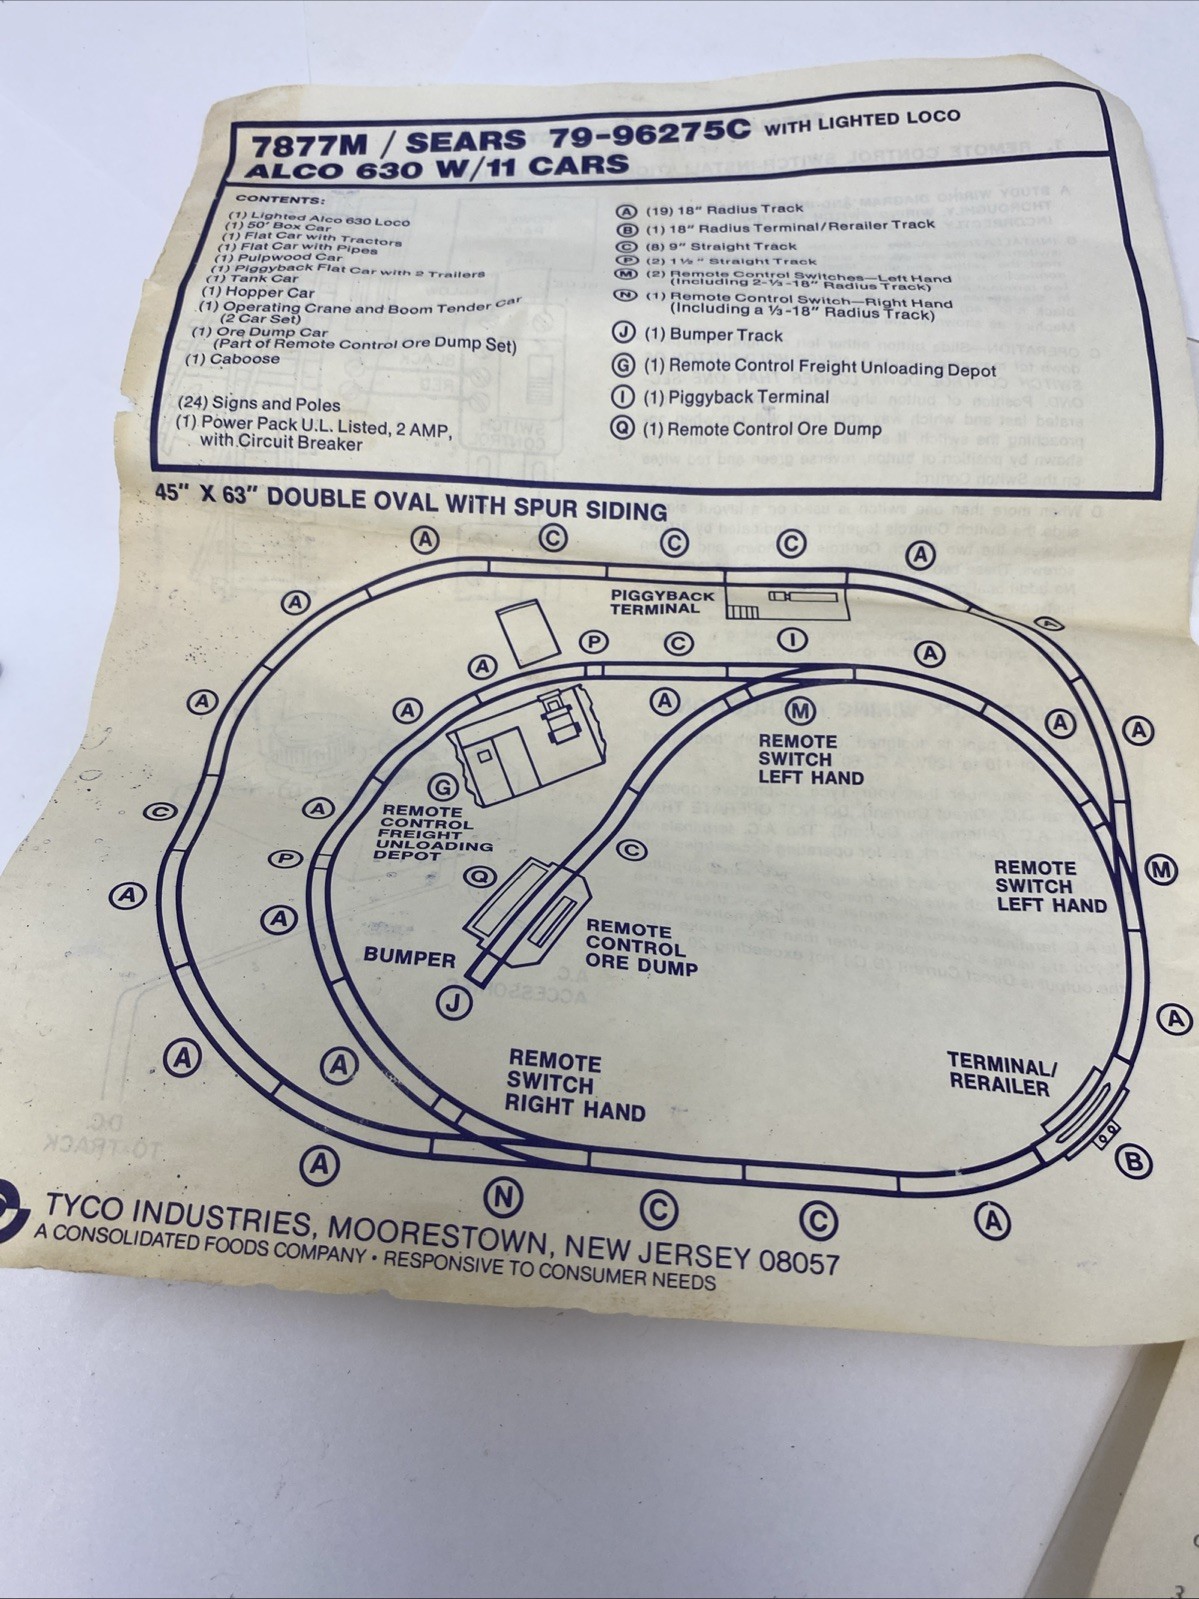 7877M / SEARS 79-96275C WITH LIGHTED LOCO
ALCO 630 W/11 CARS
CONTENTS:
(1) Lighted Alco 630 Loco
(1) 50' Box Car
(1) Flat Car with Tractors
(1) Flat Car with Pipes
(1) Pulpwood Car
(1) Piggyback Flat Car with 2 Trailers
(1) Tank Car
(1) Hopper Car
(1) Operating Crane and Boom Tender Car
(2 Car Set)
(1) Ore Dump Car
(Part of Remote Control Ore Dump Set)
(1) Caboose
(24) Signs and Poles
(1) Power Pack U.L. Listed, 2 AMP,
with Circuit Breaker
A (19) 18" Radius Track
B (1) 18" Radius Terminal/Rerailer Track
C (8) 9" Straight Track
P (2) 1½" Straight Track
M (2) Remote Control Switches—Left Hand
(Including 2-⅓-18" Radius Track)
N (1) Remote Control Switch—Right Hand
(Including a ⅓-18" Radius Track)
J (1) Bumper Track
G (1) Remote Control Freight Unloading Depot
I (1) Piggyback Terminal
Q (1) Remote Control Ore Dump
45" X 63" DOUBLE OVAL WITH SPUR SIDING
A C C C A
A
PIGGYBACK
TERMINAL
A
A P C I A
A
A A
M
A A
REMOTE
SWITCH
LEFT HAND
C
G
REMOTE
CONTROL
FREIGHT
UNLOADING
DEPOT
A
P
C
REMOTE
SWITCH
LEFT HAND
M
A
Q
A
REMOTE
CONTROL
ORE DUMP
BUMPER
J
A
A
A
REMOTE
SWITCH
RIGHT HAND
TERMINAL/
RERAILER
B
A
N
C
C
A
TYCO INDUSTRIES, MOORESTOWN, NEW JERSEY 08057
A CONSOLIDATED FOODS COMPANY • RESPONSIVE TO CONSUMER NEEDS
3